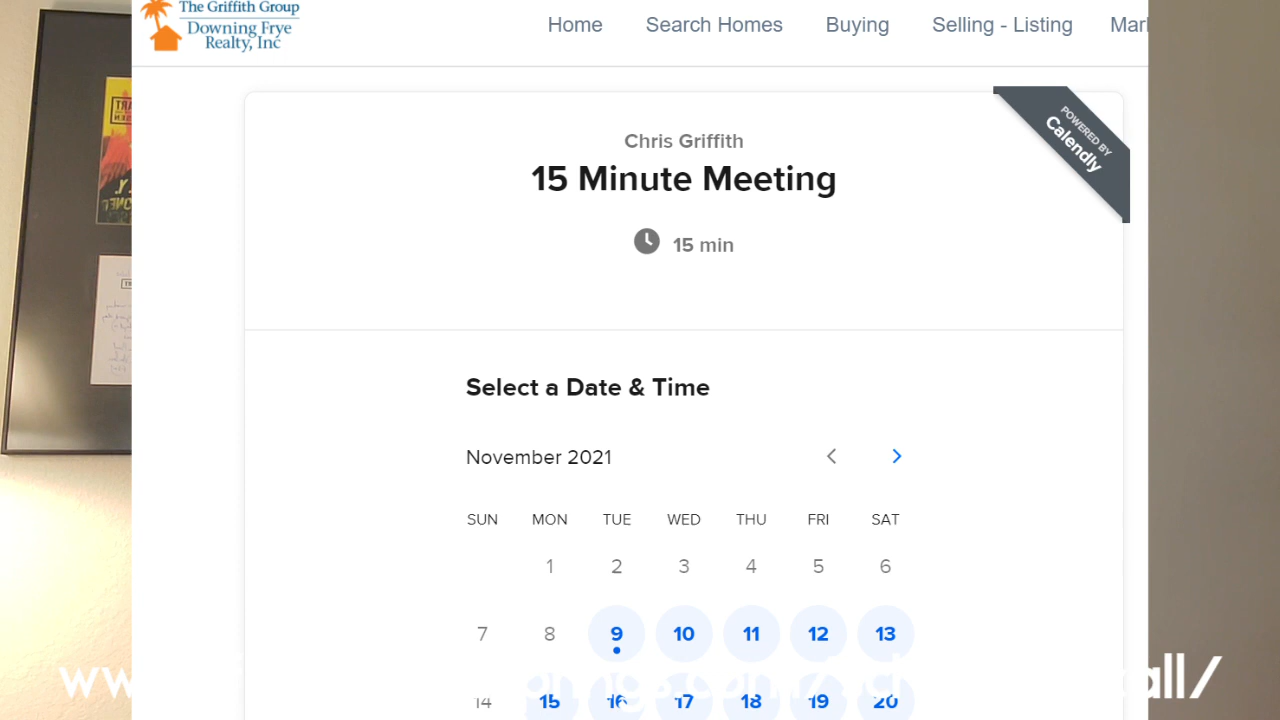 The Griffith Group
Downing Frye
Realty, Inc
Home Search Homes Buying Selling - Listing
POWERED BY
Calendly
Chris Griffith
15 Minute Meeting
15 min
Select a Date & Time
November 2021
SUN MON TUE WED THU FRI SAT
1 2 3 4 5 6
7 8 9 10 11 12 13
14 15 16 17 18 19 20